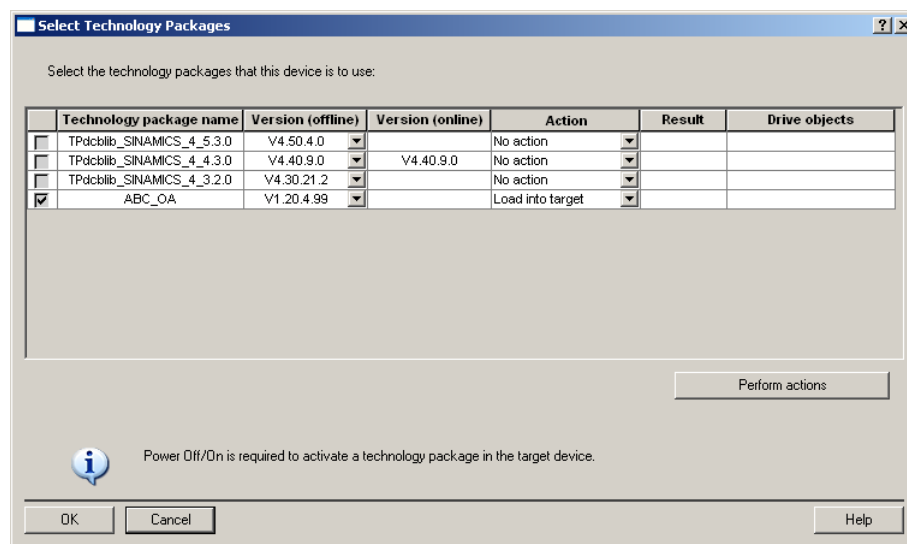 Select Technology Packages
Select the technology packages that this device is to use:
Technology package name Version (offline) Version (online) Action Result Drive objects
TPdcblib_SINAMICS_4_5.3.0 V4.50.4.0 No action
TPdcblib_SINAMICS_4_4.3.0 V4.40.9.0 V4.40.9.0 No action
TPdcblib_SINAMICS_4_3.2.0 V4.30.21.2 No action
ABC_OA V1.20.4.99 Load into target
Perform actions
Power Off/On is required to activate a technology package in the target device.
OK Cancel Help